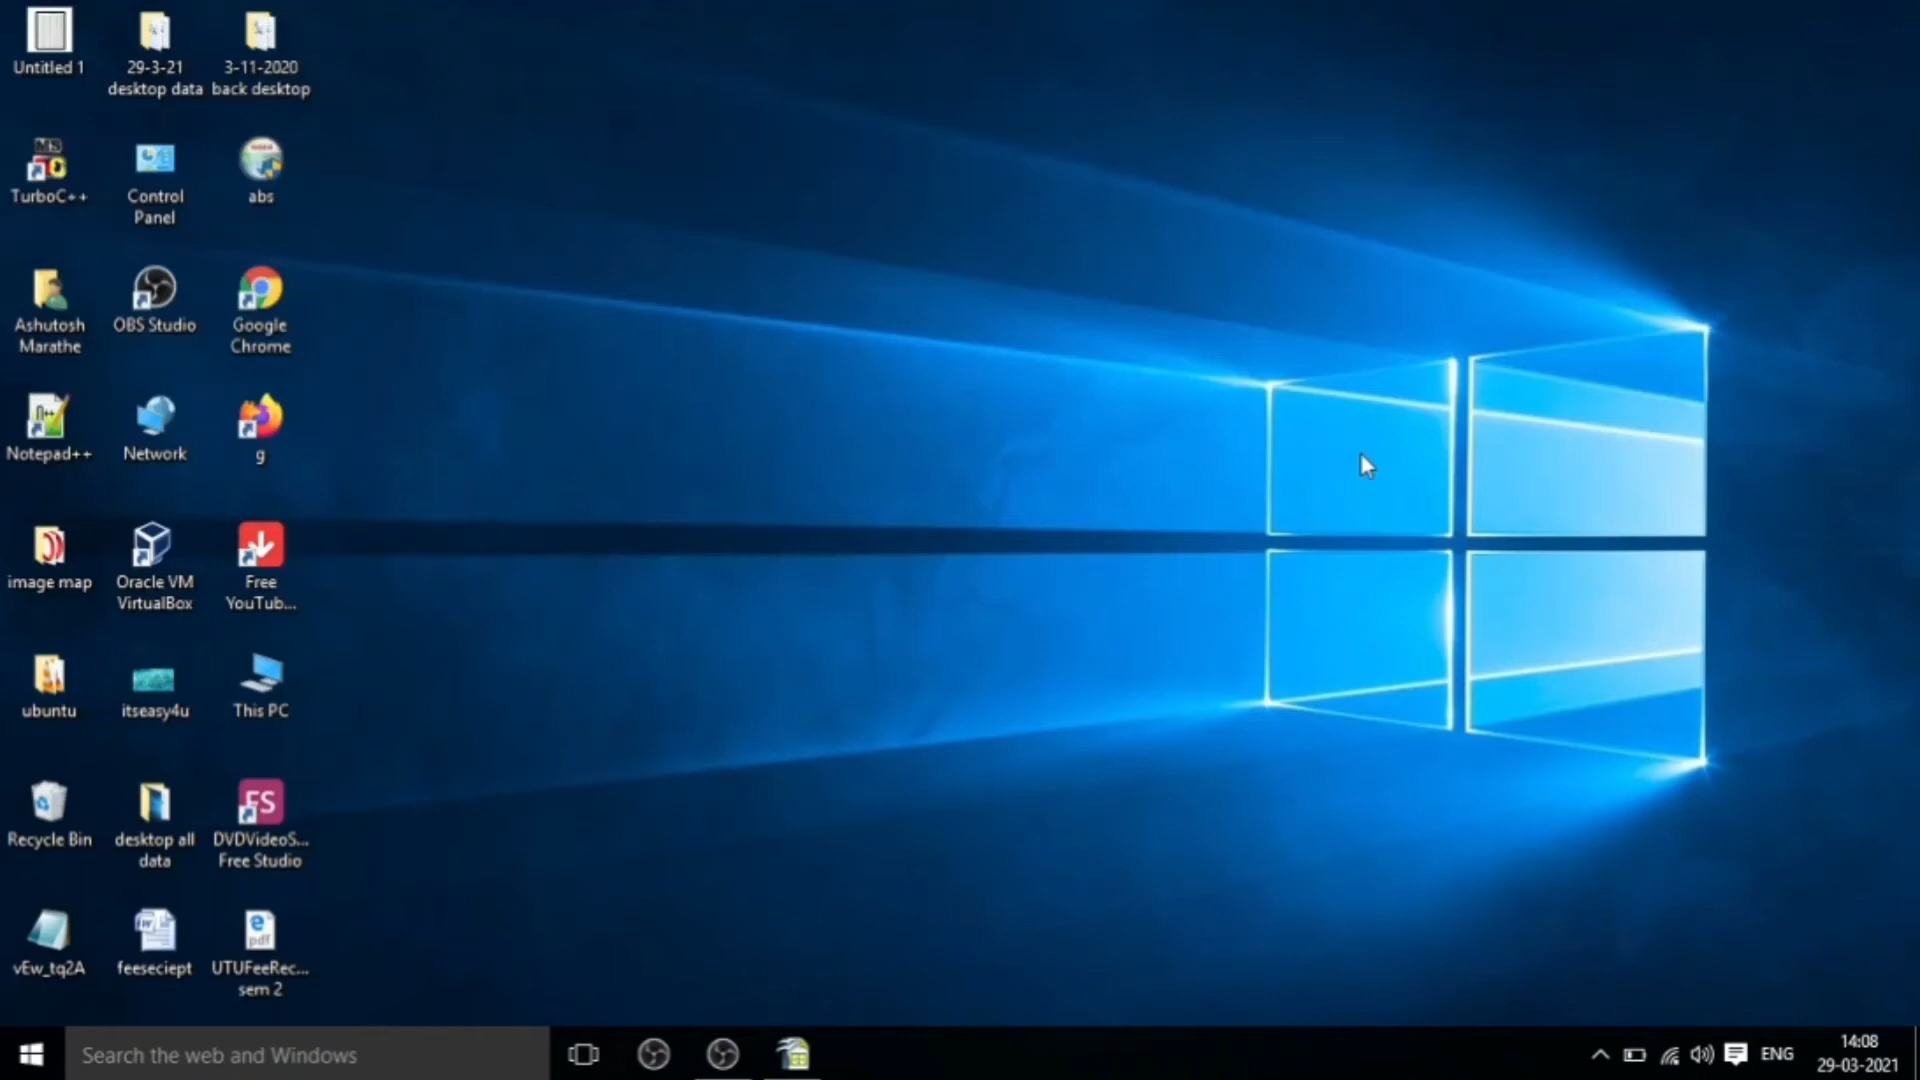 Untitled 1
29-3-21
desktop data
3-11-2020
back desktop
TurboC++
Control
Panel
abs
Ashutosh
Marathe
OBS Studio
Google
Chrome
Notepad++
Network
g
image map
Oracle VM
VirtualBox
Free
YouTub...
ubuntu
itseasy4u
This PC
Recycle Bin
desktop all
data
FS
DVDVideoS...
Free Studio
vEw_tq2A
feeseciept
pdf
UTUFeeRec...
sem 2
Search the web and Windows
ENG
14:08
29-03-2021